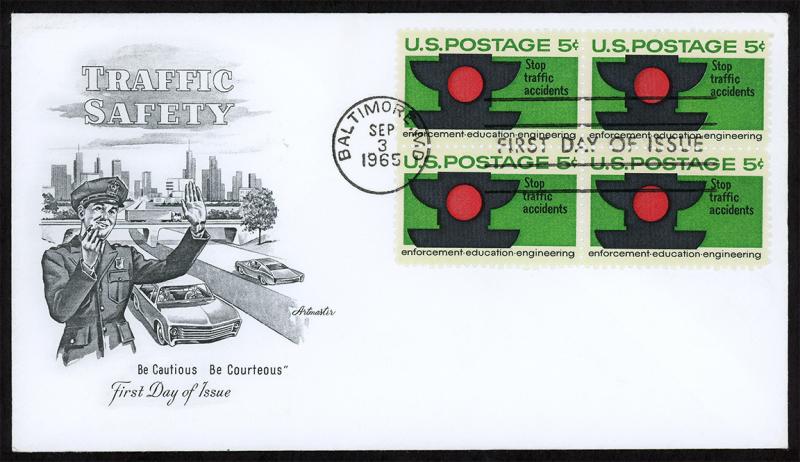 TRAFFIC
SAFETY
Be Cautious Be Courteous"
First Day of Issue
Artmaster
BALTIMORE, MD.
SEP
3
1965
FIRST DAY OF ISSUE
U.S. POSTAGE 5¢
Stop
traffic
accidents
enforcement·education·engineering
U.S. POSTAGE 5¢
Stop
traffic
accidents
enforcement·education·engineering
U.S. POSTAGE 5¢
Stop
traffic
accidents
enforcement·education·engineering
U.S. POSTAGE 5¢
Stop
traffic
accidents
enforcement·education·engineering